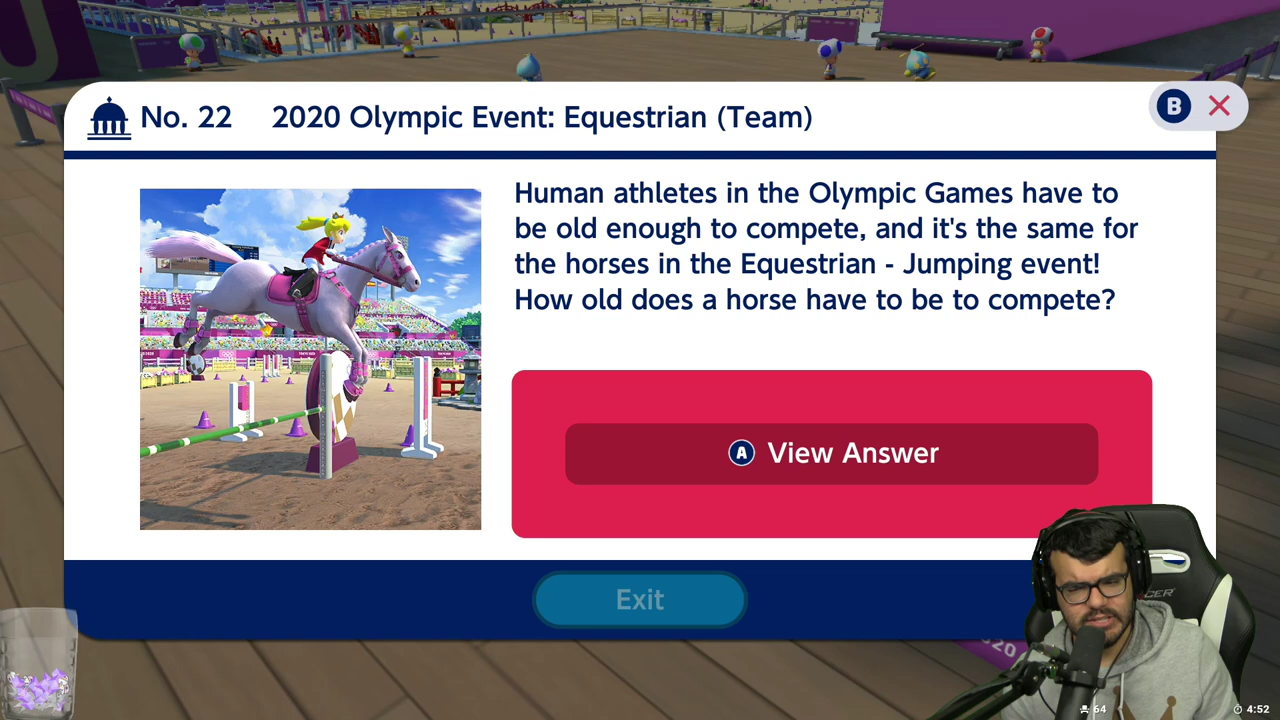 No. 22 2020 Olympic Event: Equestrian (Team)
B
Human athletes in the Olympic Games have to
be old enough to compete, and it's the same for
the horses in the Equestrian - Jumping event!
How old does a horse have to be to compete?
A View Answer
Exit
64
4:52